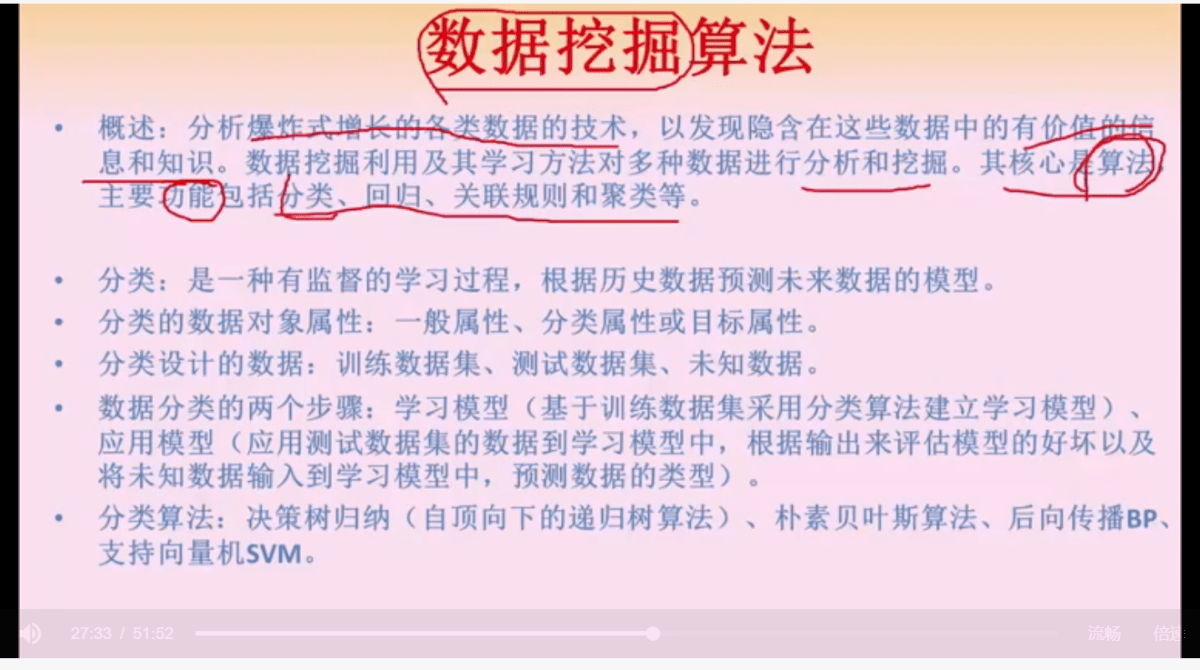 数据挖掘算法
• 概述：分析爆炸式增长的各类数据的技术，以发现隐含在这些数据中的有价值的信
息和知识。数据挖掘利用及其学习方法对多种数据进行分析和挖掘。其核心是算法，
主要功能包括分类、回归、关联规则和聚类等。
• 分类：是一种有监督的学习过程，根据历史数据预测未来数据的模型。
• 分类的数据对象属性：一般属性、分类属性或目标属性。
• 分类设计的数据：训练数据集、测试数据集、未知数据。
• 数据分类的两个步骤：学习模型（基于训练数据集采用分类算法建立学习模型）、
应用模型（应用测试数据集的数据到学习模型中，根据输出来评估模型的好坏以及
将未知数据输入到学习模型中，预测数据的类型）。
• 分类算法：决策树归纳（自顶向下的递归树算法）、朴素贝叶斯算法、后向传播BP、
支持向量机SVM。
27:33 / 51:52 流畅 倍速